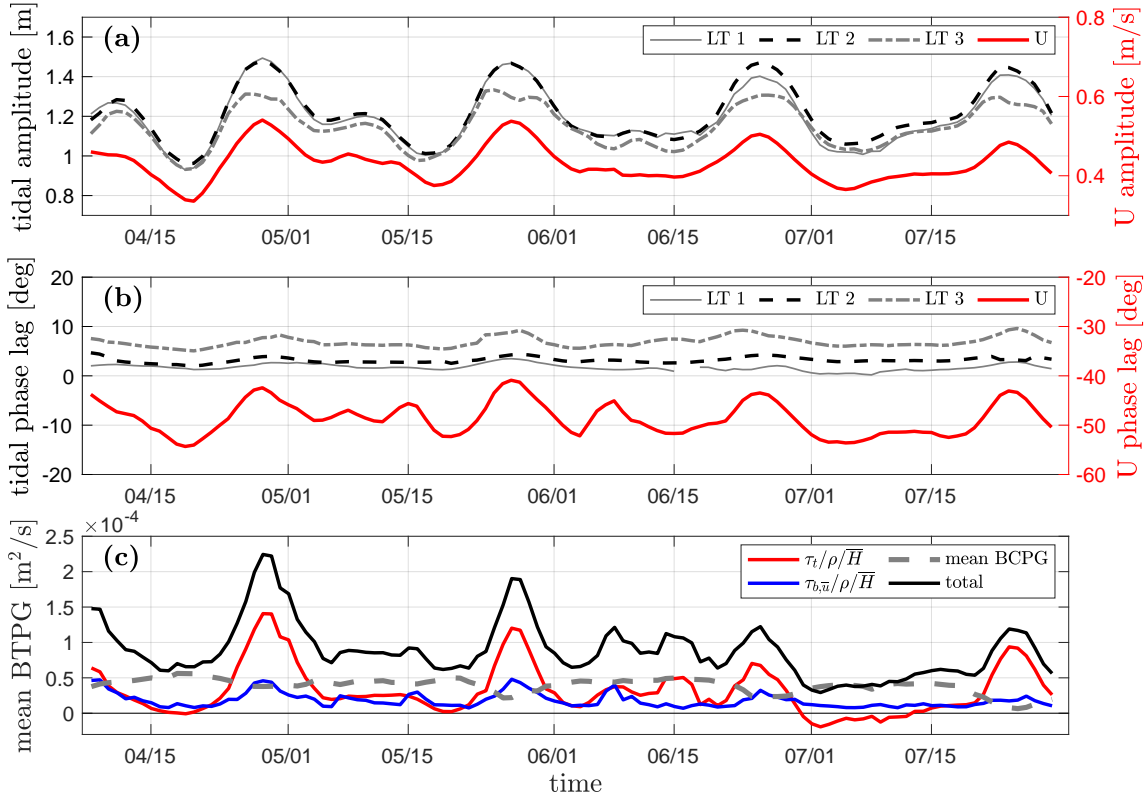 (a)
tidal amplitude [m]
1.6
1.4
1.2
1
0.8
LT 1 LT 2 LT 3 U
0.8
0.6
0.4
U amplitude [m/s]
04/15 05/01 05/15 06/01 06/15 07/01 07/15
(b)
tidal phase lag [deg]
20
10
0
-10
-20
LT 1 LT 2 LT 3 U
-20
-30
-40
-50
-60
U phase lag [deg]
04/15 05/01 05/15 06/01 06/15 07/01 07/15
×10⁻⁴
(c)
mean BTPG [m²/s]
2.5
2
1.5
1
0.5
0
τ_t/ρ/H̅ mean BCPG
τ_{b,u̅}/ρ/H̅ total
04/15 05/01 05/15 06/01 06/15 07/01 07/15
time